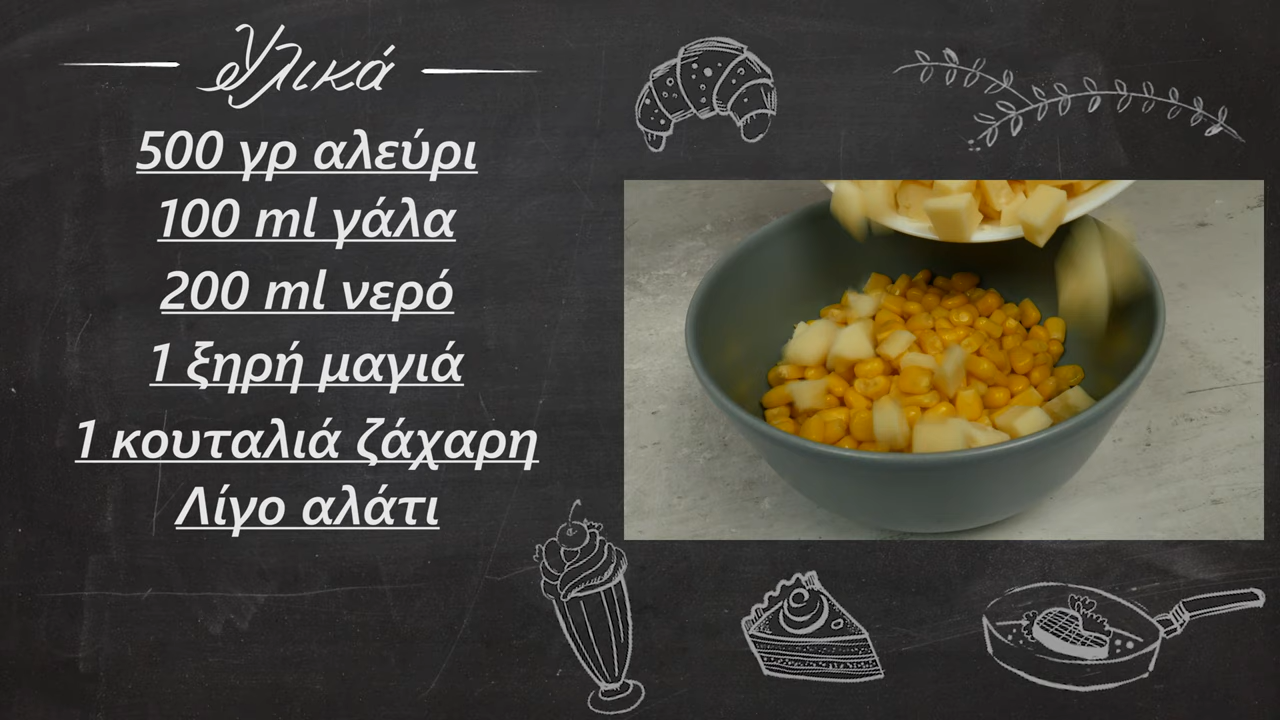 Υλικά
500 γρ αλεύρι
100 ml γάλα
200 ml νερό
1 ξηρή μαγιά
1 κουταλιά ζάχαρη
Λίγο αλάτι